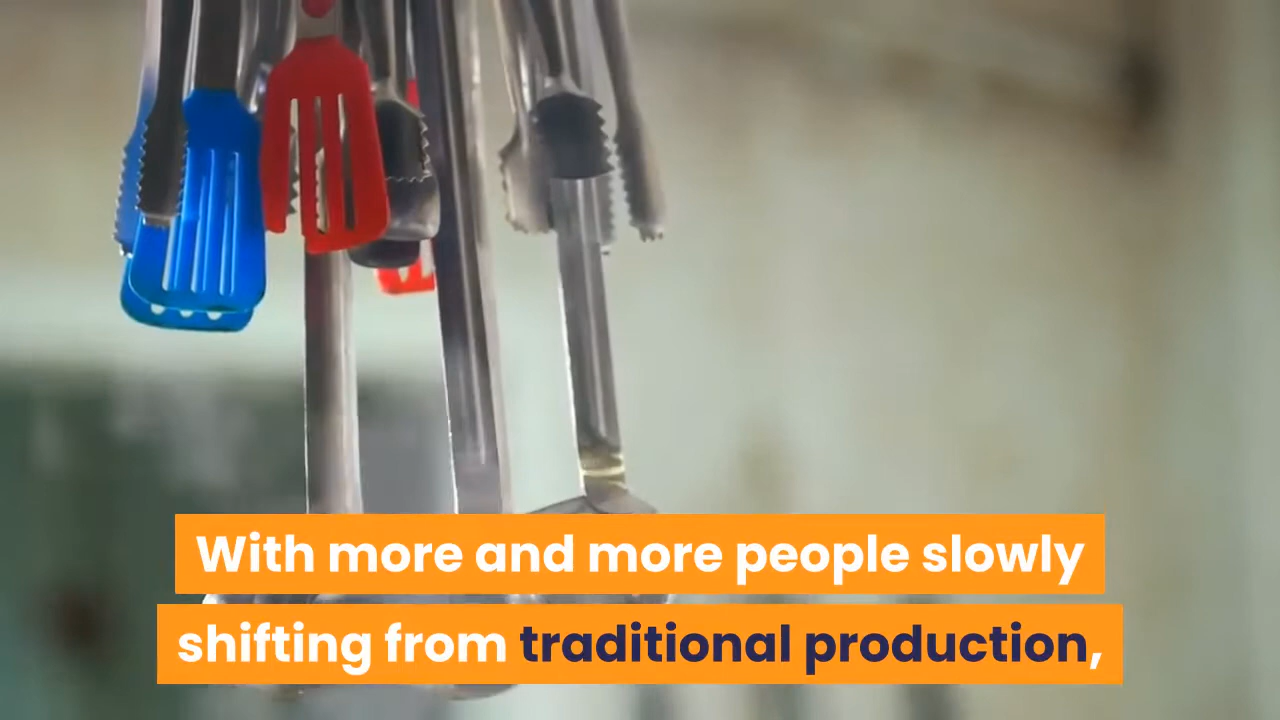 With more and more people slowly
shifting from traditional production,